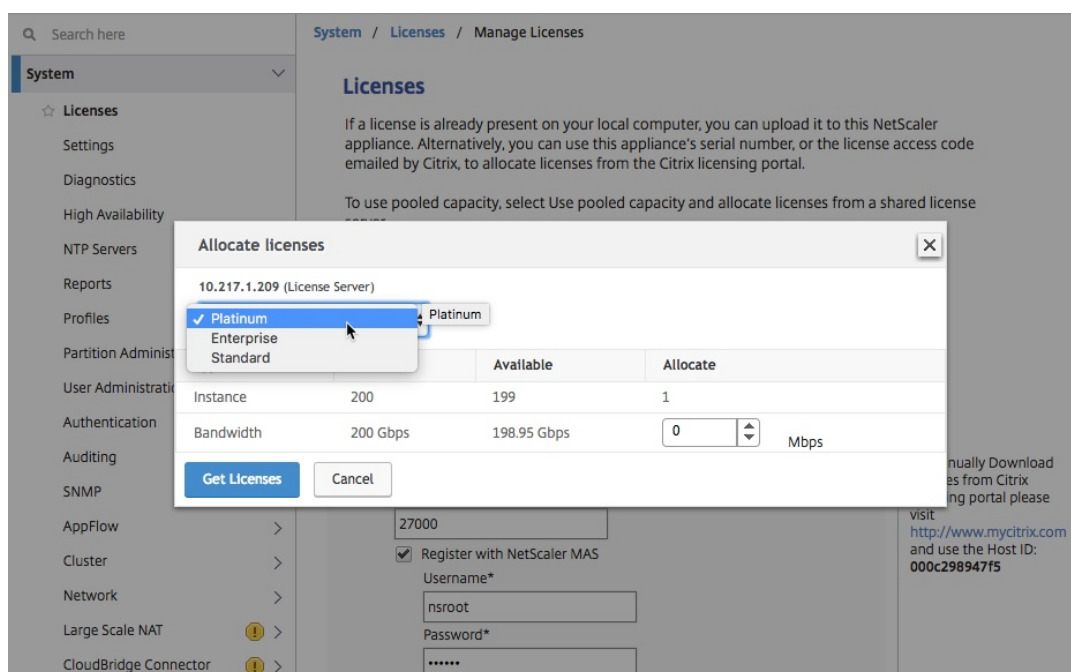 Search here
System / Licenses / Manage Licenses
System
Licenses
Licenses
Settings
Diagnostics
High Availability
NTP Servers
Reports
Profiles
Partition Administ
User Administratio
Authentication
Auditing
SNMP
AppFlow
Cluster
Network
Large Scale NAT
CloudBridge Connector
If a license is already present on your local computer, you can upload it to this NetScaler
appliance. Alternatively, you can use this appliance's serial number, or the license access code
emailed by Citrix, to allocate licenses from the Citrix licensing portal.
To use pooled capacity, select Use pooled capacity and allocate licenses from a shared license
Allocate licenses
10.217.1.209 (License Server)
Platinum
Platinum
Enterprise
Standard
Available Allocate
Instance 200 199 1
Bandwidth 200 Gbps 198.95 Gbps 0 Mbps
Get Licenses Cancel
nually Download
es from Citrix
ing portal please
visit
http://www.mycitrix.com
and use the Host ID:
000c298947f5
27000
Register with NetScaler MAS
Username*
nsroot
Password*
••••••